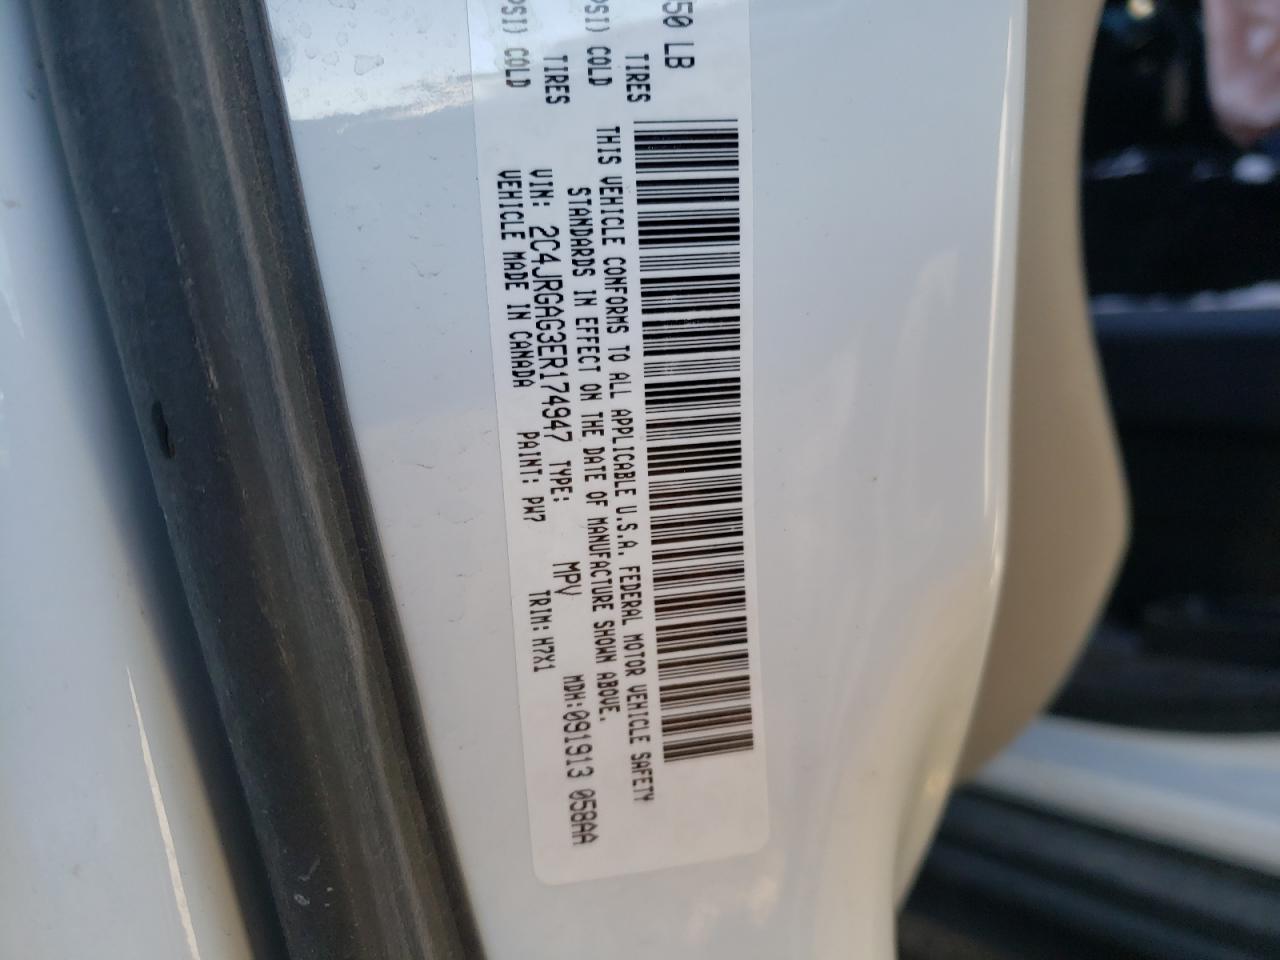 50 LB
TIRES
PSI) COLD
TIRES
PSI) COLD
THIS VEHICLE CONFORMS TO ALL APPLICABLE U.S.A. FEDERAL MOTOR VEHICLE SAFETY
STANDARDS IN EFFECT ON THE DATE OF MANUFACTURE SHOWN ABOVE.
VIN: 2C4JRGAG3ER174947 TYPE: MPV MDH:091913 058AA
VEHICLE MADE IN CANADA PAINT: PW7 TRIM: H7X1